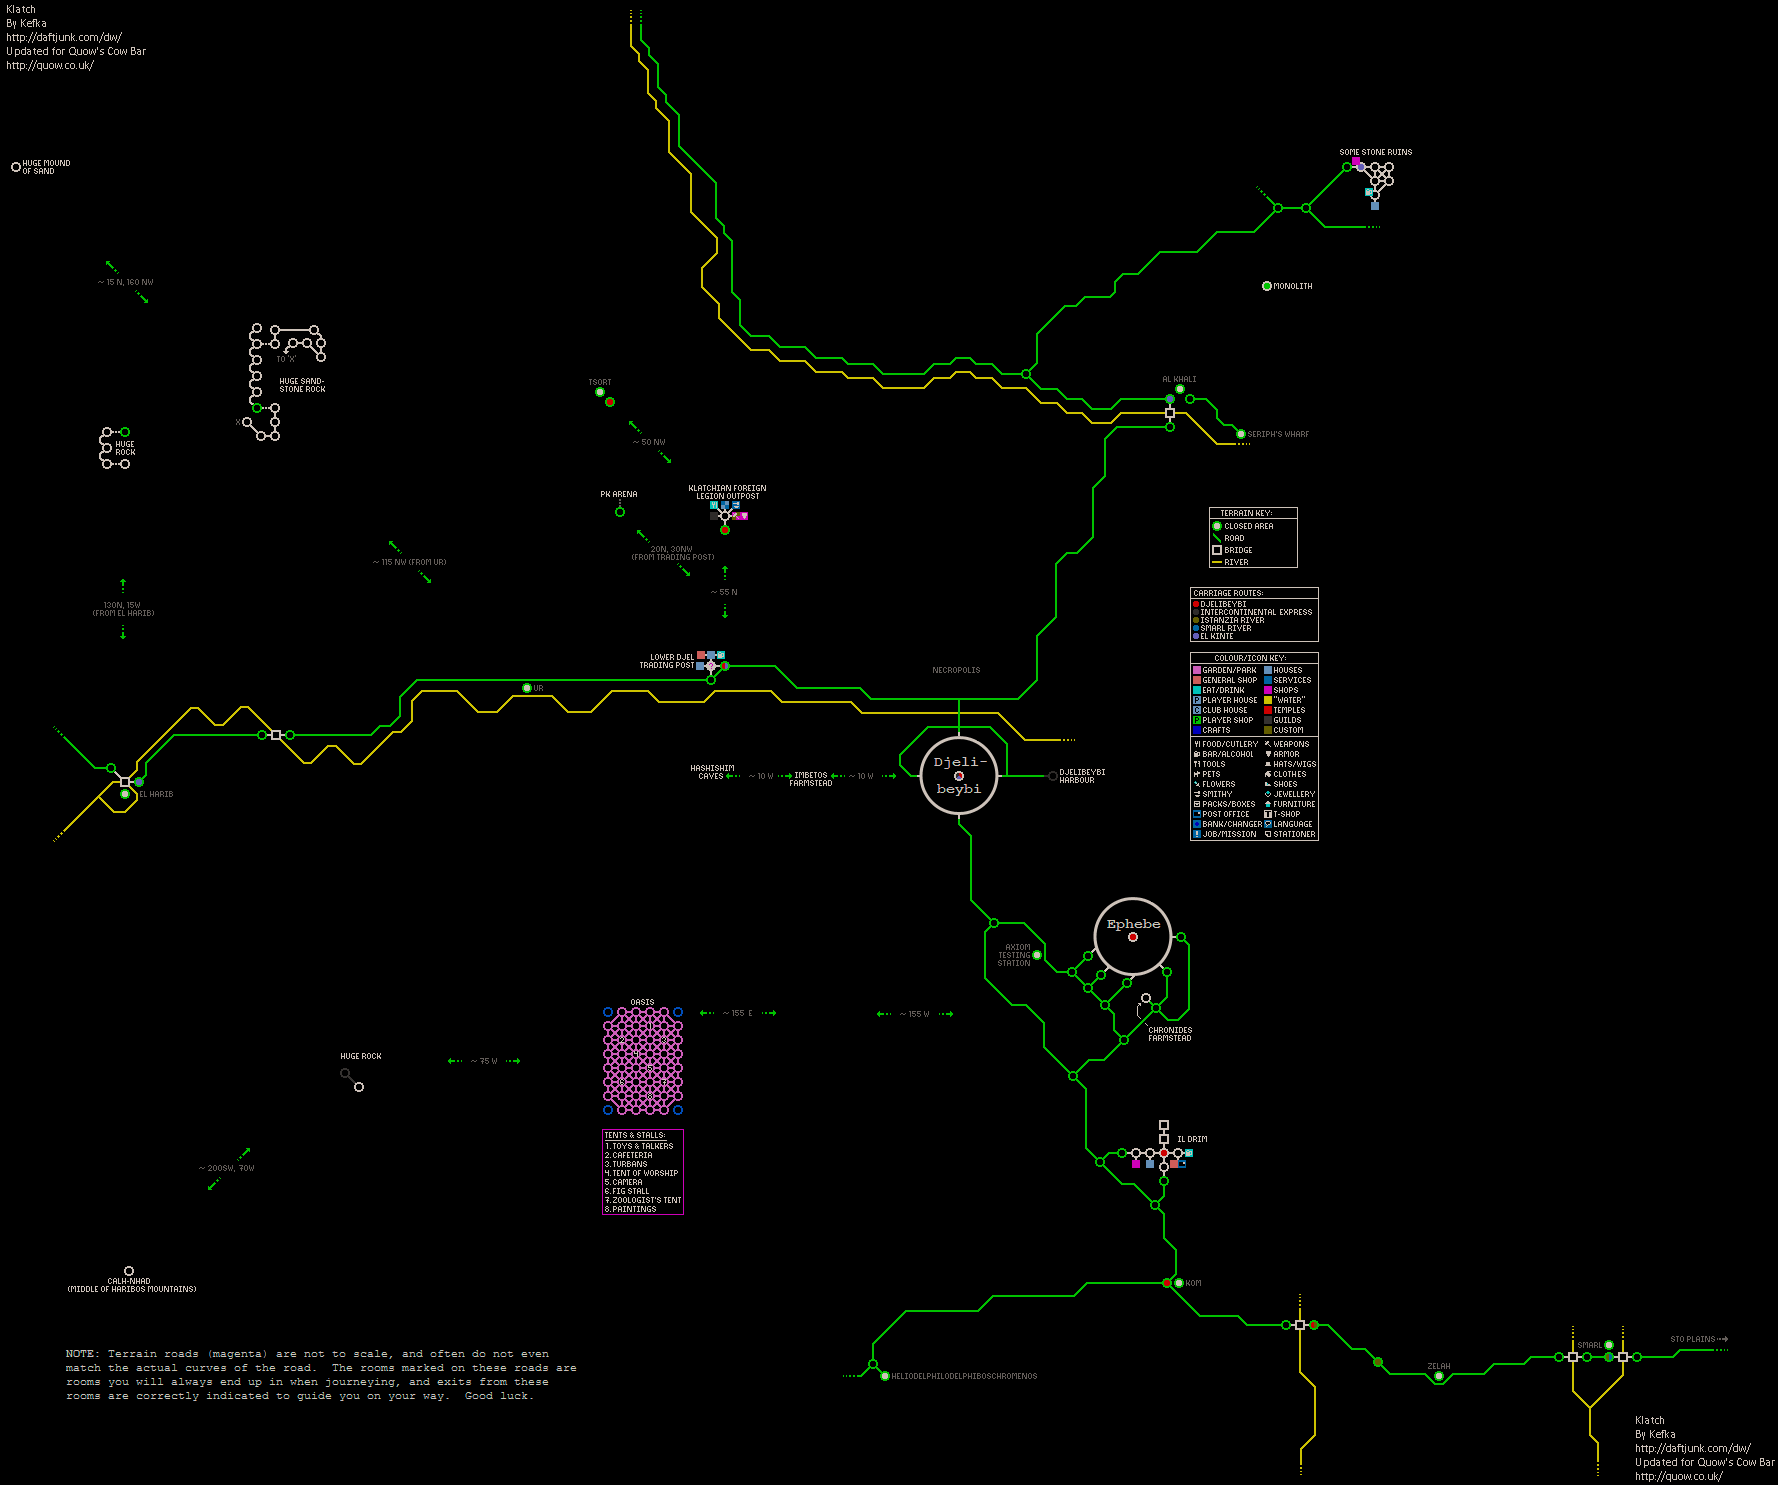 Klatch
By Kefka
http://daftjunk.com/dw/
Updated for Quow's Cow Bar
http://quow.co.uk/
SOME STONE RUINS
HUGE MOUND
OF SAND
~ 15 N, 160 NW
MONOLITH
TO 'X'
HUGE SAND-
STONE ROCK
X
TSORT
AL KHALI
SERIPH'S WHARF
HUGE
ROCK
~ 50 NW
PK ARENA
KLATCHIAN FOREIGN
LEGION OUTPOST
20N, 30NW
(FROM TRADING POST)
~ 115 NW (FROM UR)
~ 55 N
130N, 15W
(FROM EL HARIB)
TERRAIN KEY:
CLOSED AREA
ROAD
BRIDGE
RIVER
CARRIAGE ROUTES:
DJELIBEYBI
INTERCONTINENTAL EXPRESS
ISTANZIA RIVER
SMARL RIVER
EL KINTE
COLOUR/ICON KEY:
GARDEN/PARK HOUSES
GENERAL SHOP SERVICES
EAT/DRINK SHOPS
P PLAYER HOUSE "WATER"
C CLUB HOUSE TEMPLES
P PLAYER SHOP GUILDS
CRAFTS CUSTOM
FOOD/CUTLERY WEAPONS
BAR/ALCOHOL ARMOR
TOOLS HATS/WIGS
PETS CLOTHES
FLOWERS SHOES
SMITHY JEWELLERY
PACKS/BOXES FURNITURE
POST OFFICE T T-SHOP
BANK/CHANGER LANGUAGE
! JOB/MISSION STATIONER
LOWER DJEL
TRADING POST
NECROPOLIS
UR
EL HARIB
HASHISHIM
CAVES
~ 10 W
IMBETOS
FARMSTEAD
~ 10 W
Djeli-
beybi
DJELIBEYBI
HARBOUR
Ephebe
AXIOM
TESTING
STATION
CHRONIDES
FARMSTEAD
OASIS
1
2
3
4
5
6
7
8
~ 155 E
~ 155 W
HUGE ROCK
~ 75 W
TENTS & STALLS:
1. TOYS & TALKERS
2. CAFETERIA
3. TURBANS
4. TENT OF WORSHIP
5. CAMERA
6. FIG STALL
7. ZOOLOGIST'S TENT
8. PAINTINGS
~ 200SW, 70W
IL DRIM
CALH-NHAD
(MIDDLE OF HARIBOS MOUNTAINS)
KOM
HELIODELPHILODELPHIBOSCHROMENOS
ZELAH
SMARL
STO PLAINS
NOTE: Terrain roads (magenta) are not to scale, and often do not even
match the actual curves of the road. The rooms marked on these roads are
rooms you will always end up in when journeying, and exits from these
rooms are correctly indicated to guide you on your way. Good luck.
Klatch
By Kefka
http://daftjunk.com/dw/
Updated for Quow's Cow Bar
http://quow.co.uk/